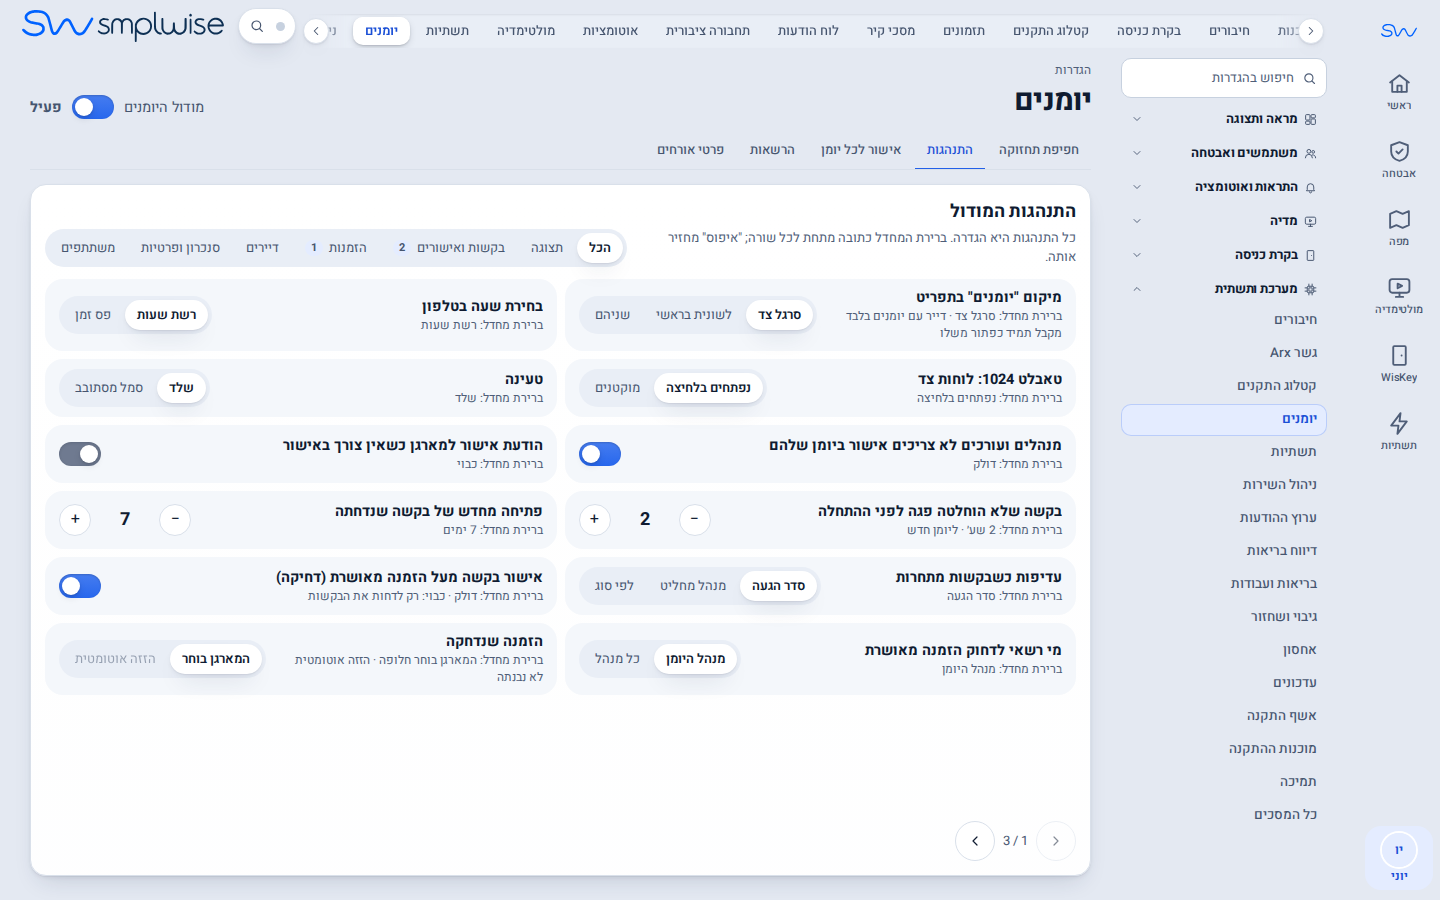 smplwise
יומנים
תשתיות
מולטימדיה
אוטומציות
תחבורה ציבורית
לוח הודעות
מסכי קיר
תזמונים
קטלוג התקנים
בקרת כניסה
חיבורים
ראשי
אבטחה
מפה
מולטימדיה
WisKey
תשתיות
יו
יוני
חיפוש בהגדרות
מראה ותצוגה
משתמשים ואבטחה
התראות ואוטומציה
מדיה
בקרת כניסה
מערכת ותשתית
חיבורים
גשר Arx
קטלוג התקנים
יומנים
תשתיות
ניהול השירות
ערוץ ההודעות
דיווח בריאות
בריאות ועבודות
גיבוי ושחזור
אחסון
עדכונים
אשף התקנה
מוכנות ההתקנה
תמיכה
כל המסכים
הגדרות
יומנים
מודול היומנים
פעיל
חפיפת תחזוקה
התנהגות
אישור לכל יומן
הרשאות
פרטי אורחים
התנהגות המודול
כל התנהגות היא הגדרה. ברירת המחדל כתובה מתחת לכל שורה; "איפוס" מחזיר
אותה.
הכל
תצוגה
בקשות ואישורים 2
הזמנות 1
דיירים
סנכרון ופרטיות
משתתפים
מיקום "יומנים" בתפריט
ברירת מחדל: סרגל צד · דייר עם יומנים בלבד
מקבל תמיד כפתור משלו
סרגל צד
לשונית בראשי
שניהם
בחירת שעה בטלפון
ברירת מחדל: רשת שעות
רשת שעות
פס זמן
טאבלט 1024: לוחות צד
ברירת מחדל: נפתחים בלחיצה
נפתחים בלחיצה
מוקטנים
טעינה
ברירת מחדל: שלד
שלד
סמל מסתובב
מנהלים ועורכים לא צריכים אישור ביומן שלהם
ברירת מחדל: דולק
הודעת אישור למארגן כשאין צורך באישור
ברירת מחדל: כבוי
בקשה שלא הוחלטה פגה לפני ההתחלה
ברירת מחדל: 2 שע' · ליומן חדש
−
2
+
פתיחה מחדש של בקשה שנדחתה
ברירת מחדל: 7 ימים
−
7
+
עדיפות כשבקשות מתחרות
ברירת מחדל: סדר הגעה
סדר הגעה
מנהל מחליט
לפי סוג
אישור בקשה מעל הזמנה מאושרת (דחיקה)
ברירת מחדל: דולק · כבוי: רק לדחות את הבקשות
מי רשאי לדחוק הזמנה מאושרת
ברירת מחדל: מנהל היומן
מנהל היומן
כל מנהל
הזמנה שנדחקה
ברירת מחדל: המארגן בוחר חלופה · הזזה אוטומטית
לא נבנתה
המארגן בוחר
הזזה אוטומטית
1 / 3